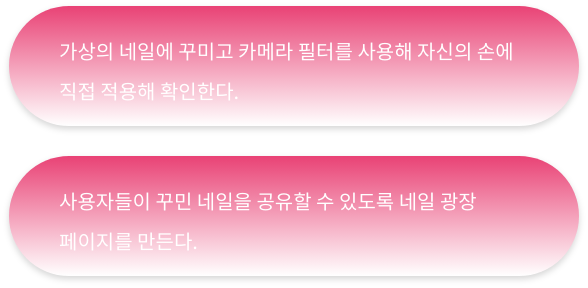 가상의 네일에 꾸미고 카메라 필터를 사용해 자신의 손에
직접 적용해 확인한다.
사용자들이 꾸민 네일을 공유할 수 있도록 네일 광장
페이지를 만든다.